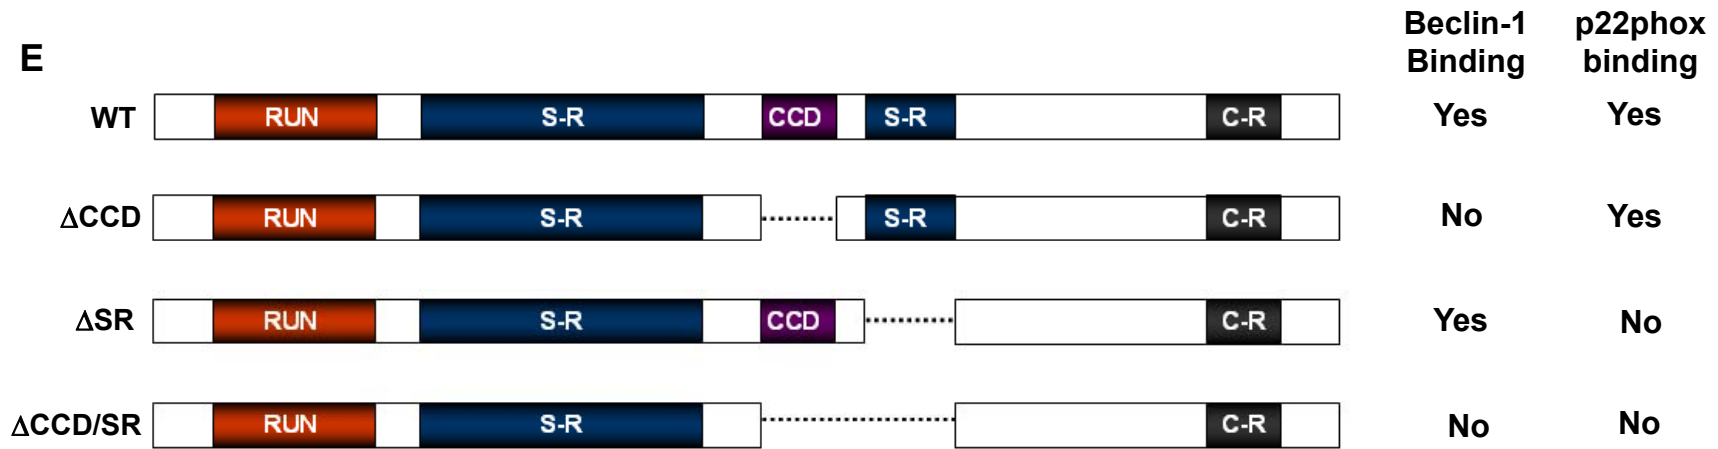 E
Beclin-1 Binding
p22phox binding
WT RUN S-R CCD S-R C-R Yes Yes
ΔCCD RUN S-R S-R C-R No Yes
ΔSR RUN S-R CCD C-R Yes No
ΔCCD/SR RUN S-R C-R No No